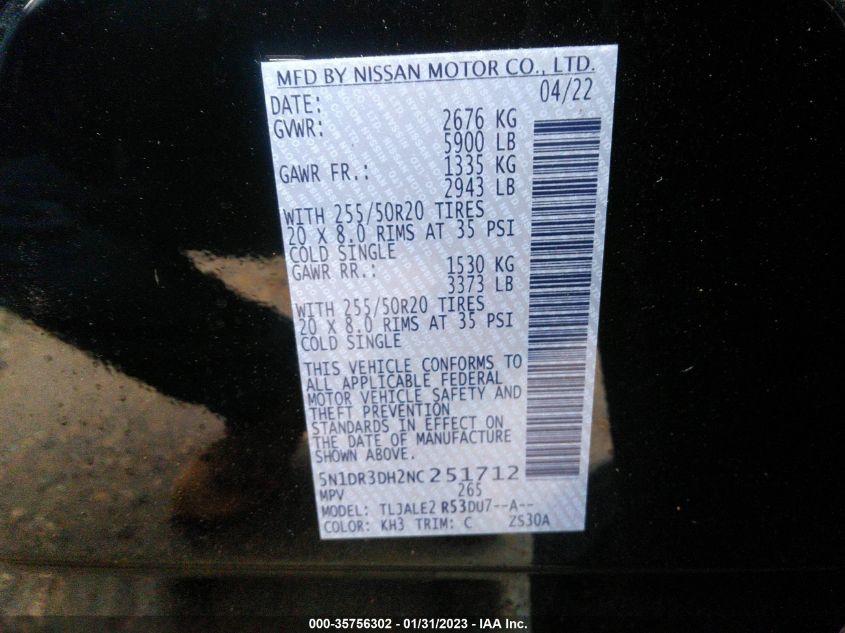 MFD BY NISSAN MOTOR CO., LTD.
DATE: 04/22
GVWR: 2676 KG
5900 LB
GAWR FR.: 1335 KG
2943 LB
WITH 255/50R20 TIRES
20 X 8.0 RIMS AT 35 PSI
COLD SINGLE
GAWR RR.: 1530 KG
3373 LB
WITH 255/50R20 TIRES
20 X 8.0 RIMS AT 35 PSI
COLD SINGLE
THIS VEHICLE CONFORMS TO
ALL APPLICABLE FEDERAL
MOTOR VEHICLE SAFETY AND
THEFT PREVENTION
STANDARDS IN EFFECT ON
THE DATE OF MANUFACTURE
SHOWN ABOVE.
5N1DR3DH2NC251712
MPV 265
MODEL: TLJALE2 R53DU7--A--
COLOR: KH3 TRIM: C ZS30A
000-35756302 - 01/31/2023 - IAA Inc.